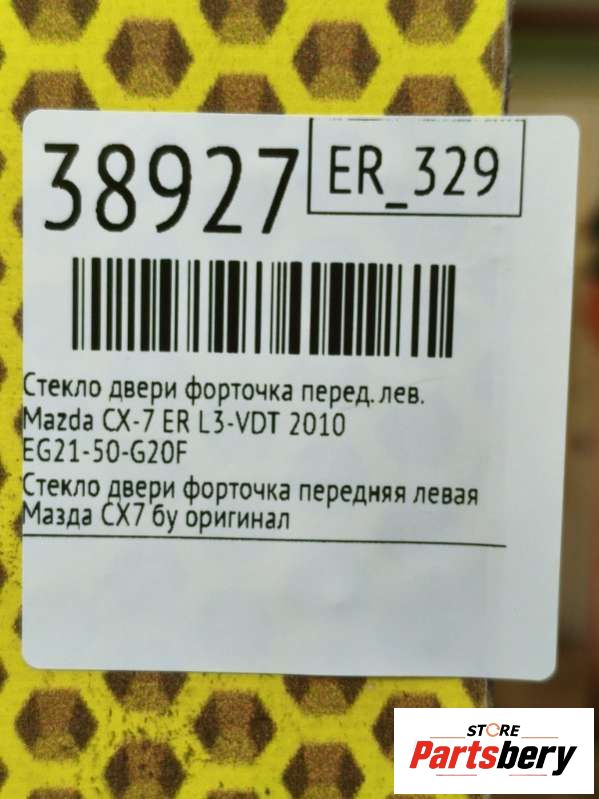 38927
ER_329
Стекло двери форточка перед. лев.
Mazda CX-7 ER L3-VDT 2010
EG21-50-G20F
Стекло двери форточка передняя левая
Мазда СХ7 бу оригинал
STORE
Partsbery